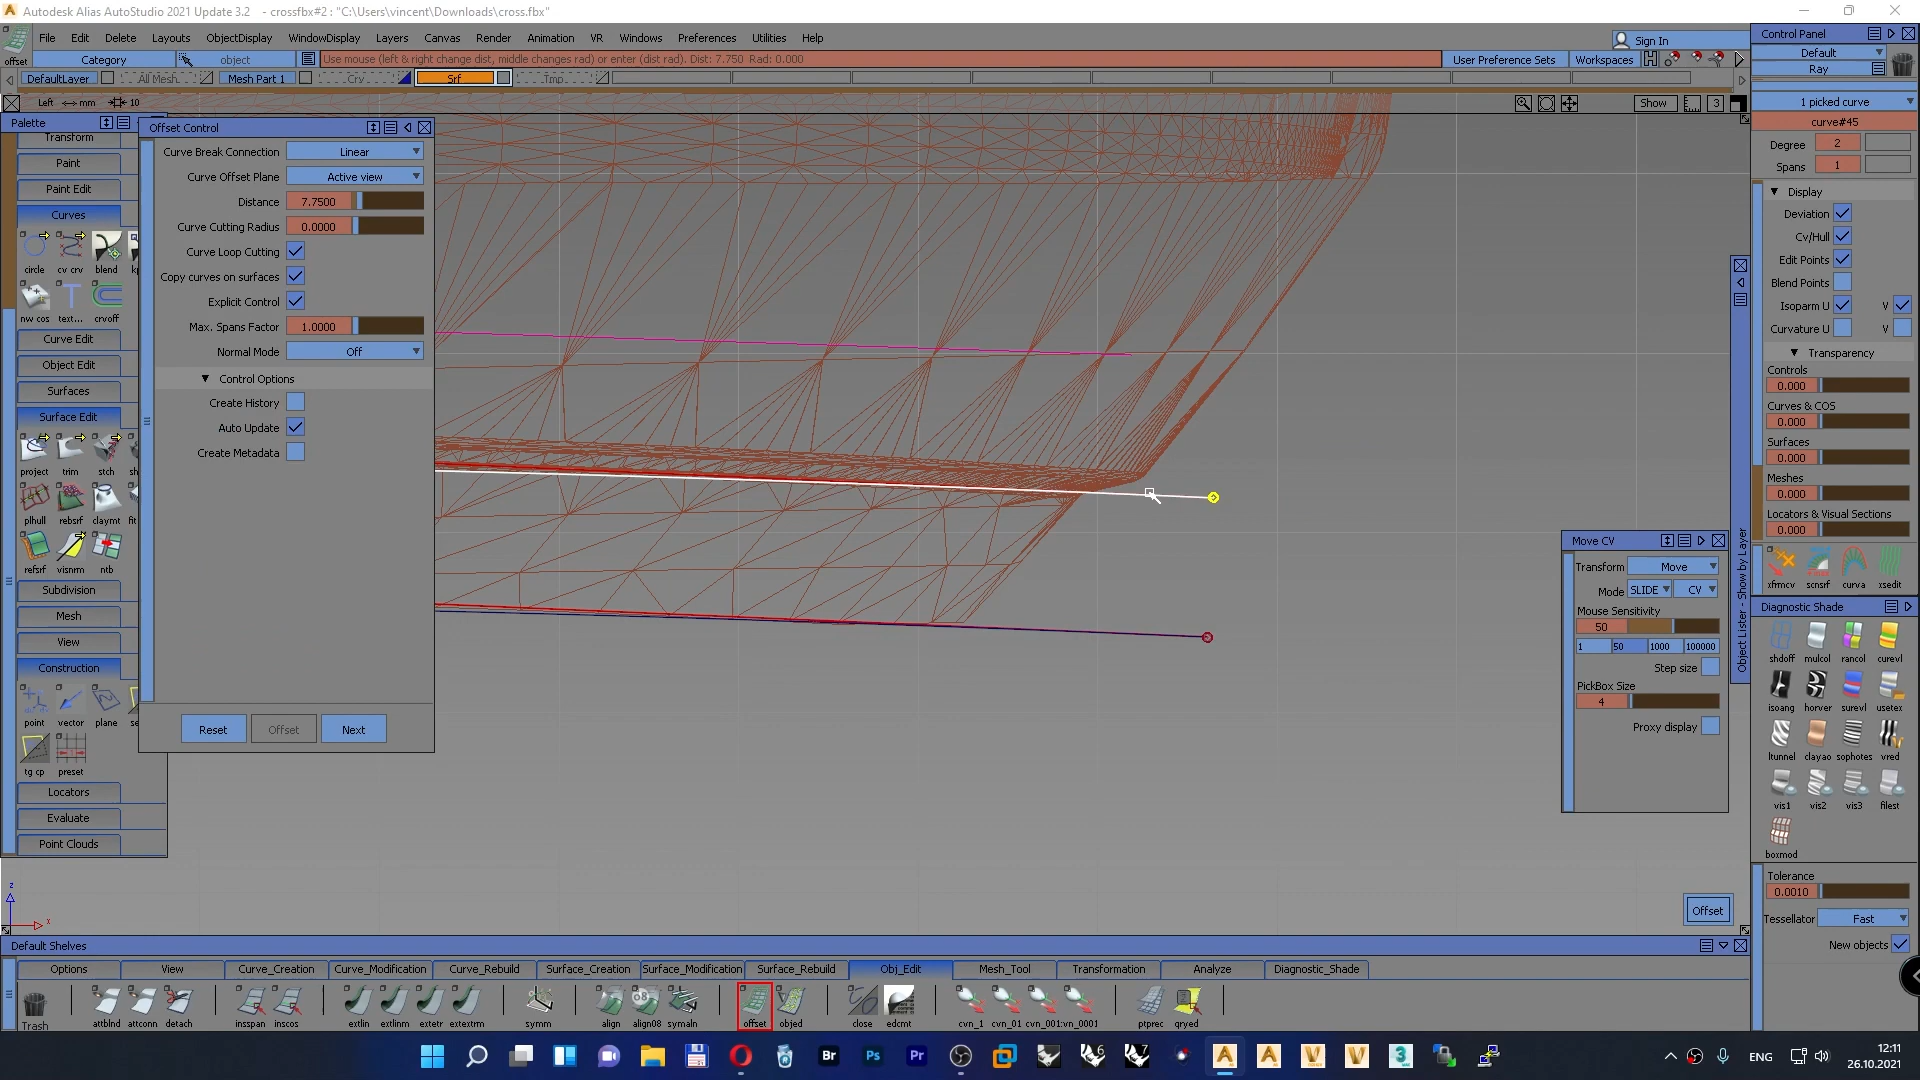 Autodesk Alias AutoStudio 2021 Update 3.2 - crossfbx#2 : "C:\Users\vincent\Downloads\cross.fbx"
File Edit Delete Layouts ObjectDisplay WindowDisplay Layers Canvas Render Animation VR Windows Preferences Utilities Help
Sign In
offset
Category object Use mouse (left & right change dist, middle changes rad) or enter (dist rad). Dist: 7.750 Rad: 0.000 User Preference Sets Workspaces
DefaultLayer All Mesh Mesh Part 1 Crv Srf Tmp
Left mm 10 Show 3
Palette
Transform
Paint
Paint Edit
Curves
circle cv crv blend
nw cos text... crvoff
Curve Edit
Object Edit
Surfaces
Surface Edit
project trim stch
plhull rebsrf claymt
refsrf visnrm ntb
Subdivision
Mesh
View
Construction
point vector plane
tg cp preset
Locators
Evaluate
Point Clouds
Offset Control
Curve Break Connection Linear
Curve Offset Plane Active view
Distance 7.7500
Curve Cutting Radius 0.0000
Curve Loop Cutting
Copy curves on surfaces
Explicit Control
Max. Spans Factor 1.0000
Normal Mode Off
Control Options
Create History
Auto Update
Create Metadata
Reset Offset Next
Move CV
Transform Move
Mode SLIDE CV
Mouse Sensitivity
50
1 50 1000 100000
Step size
PickBox Size
4
Proxy display
Object Lister - Show by Layer
Offset
Control Panel
Default
Ray
1 picked curve
curve#45
Degree 2
Spans 1
Display
Deviation
Cv/Hull
Edit Points
Blend Points
Isoparm U V
Curvature U V
Transparency
Controls
0.000
Curves & COS
0.000
Surfaces
0.000
Meshes
0.000
Locators & Visual Sections
0.000
xfrmcv scnsrf curva xsedit
Diagnostic Shade
shdoff mulcol rancol curevl
isoang horver surevl usetex
ltunnel clayao sophotes vred
vis1 vis2 vis3 filest
boxmod
Tolerance
0.0010
Tessellator Fast
New objects
z
x
Default Shelves
Options View Curve_Creation Curve_Modification Curve_Rebuild Surface_Creation Surface_Modification Surface_Rebuild Obj_Edit Mesh_Tool Transformation Analyze Diagnostic_Shade
Trash attblnd attconn detach insspan inscos extlin extlinm extetr extextrm symm align align08 symaln offset objed close edcmt cvn_1 cvn_01 ptprec qryed
Br Ps Pr 6 7 3 ENG 12:11
26.10.2021